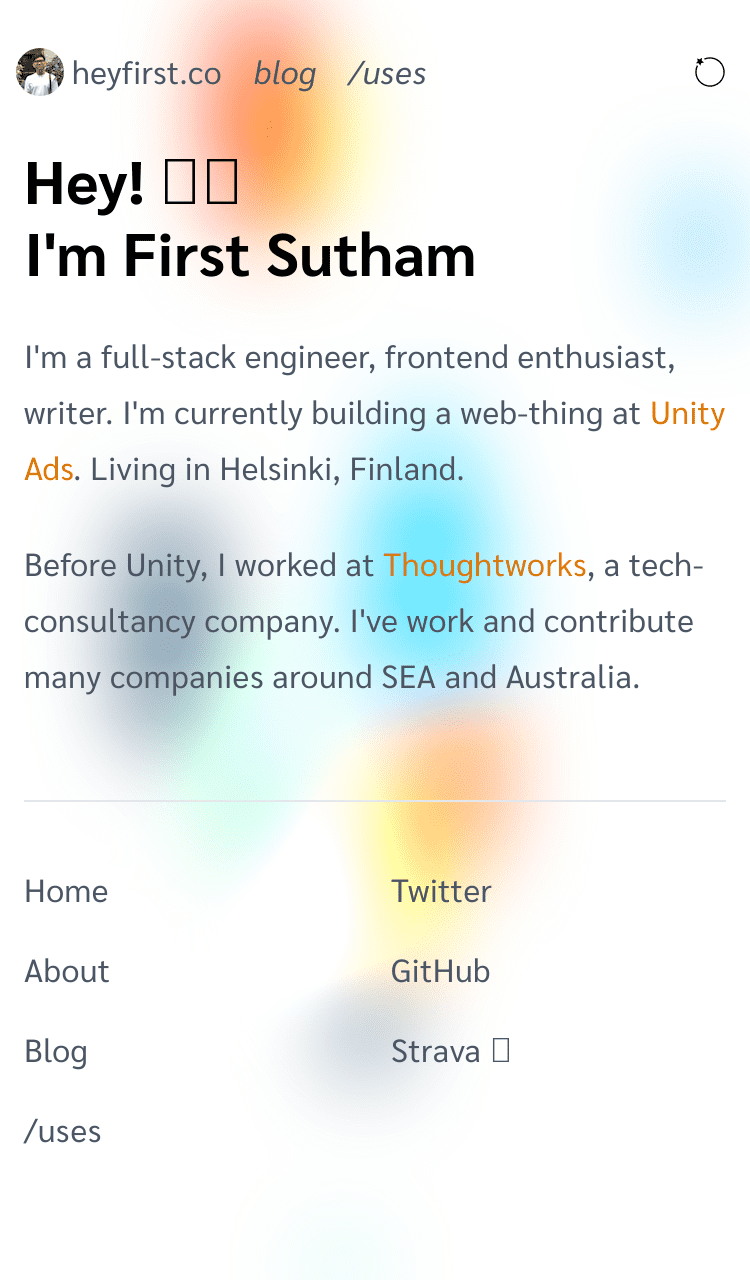 heyfirst.co blog /uses
Hey! 
I'm First Sutham
I'm a full-stack engineer, frontend enthusiast,
writer. I'm currently building a web-thing at Unity
Ads. Living in Helsinki, Finland.
Before Unity, I worked at Thoughtworks, a tech-
consultancy company. I've work and contribute
many companies around SEA and Australia.
Home
Twitter
About
GitHub
Blog
Strava
/uses